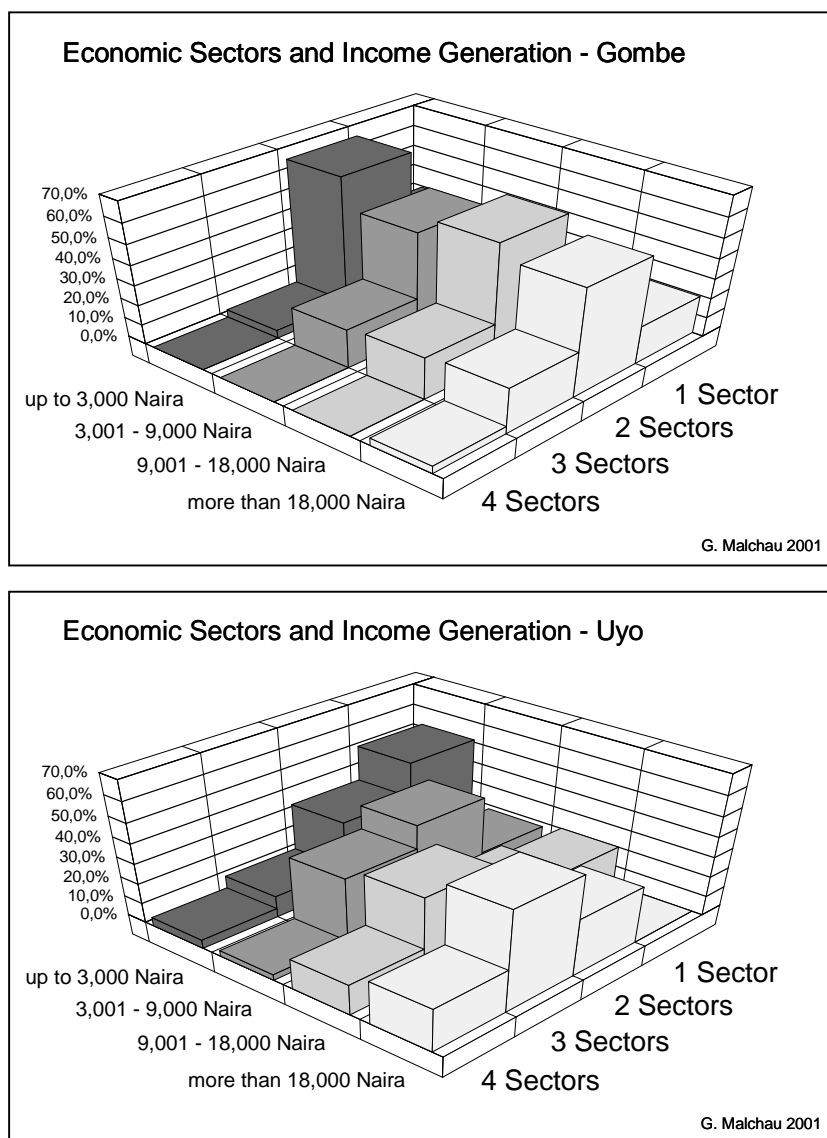 Economic Sectors and Income Generation - Gombe
70,0%
60,0%
50,0%
40,0%
30,0%
20,0%
10,0%
0,0%
up to 3,000 Naira
3,001 - 9,000 Naira
9,001 - 18,000 Naira
more than 18,000 Naira
1 Sector
2 Sectors
3 Sectors
4 Sectors
G. Malchau 2001
Economic Sectors and Income Generation - Uyo
70,0%
60,0%
50,0%
40,0%
30,0%
20,0%
10,0%
0,0%
up to 3,000 Naira
3,001 - 9,000 Naira
9,001 - 18,000 Naira
more than 18,000 Naira
1 Sector
2 Sectors
3 Sectors
4 Sectors
G. Malchau 2001